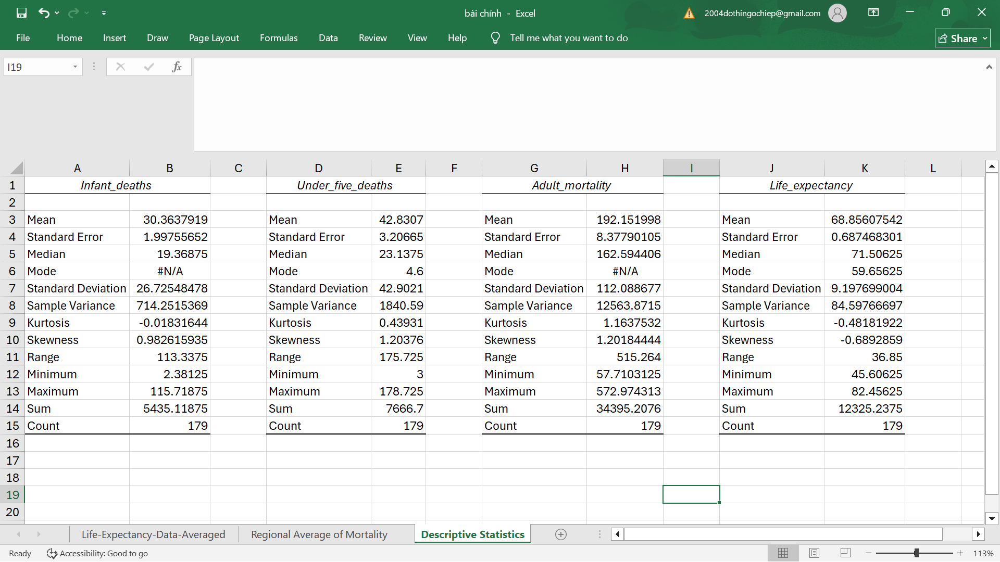 bài chính - Excel
2004dothingochiep@gmail.com
File Home Insert Draw Page Layout Formulas Data Review View Help Tell me what you want to do Share
I19 fx
A B C D E F G H I J K L
1 Infant_deaths Under_five_deaths Adult_mortality Life_expectancy
2
3 Mean 30.3637919 Mean 42.8307 Mean 192.151998 Mean 68.85607542
4 Standard Error 1.99755652 Standard Error 3.20665 Standard Error 8.37790105 Standard Error 0.687468301
5 Median 19.36875 Median 23.1375 Median 162.594406 Median 71.50625
6 Mode #N/A Mode 4.6 Mode #N/A Mode 59.65625
7 Standard Deviation 26.72548478 Standard Deviation 42.9021 Standard Deviation 112.088677 Standard Deviation 9.197699004
8 Sample Variance 714.2515369 Sample Variance 1840.59 Sample Variance 12563.8715 Sample Variance 84.59766697
9 Kurtosis -0.01831644 Kurtosis 0.43931 Kurtosis 1.1637532 Kurtosis -0.48181922
10 Skewness 0.982615935 Skewness 1.20376 Skewness 1.20184444 Skewness -0.6892859
11 Range 113.3375 Range 175.725 Range 515.264 Range 36.85
12 Minimum 2.38125 Minimum 3 Minimum 57.7103125 Minimum 45.60625
13 Maximum 115.71875 Maximum 178.725 Maximum 572.974313 Maximum 82.45625
14 Sum 5435.11875 Sum 7666.7 Sum 34395.2076 Sum 12325.2375
15 Count 179 Count 179 Count 179 Count 179
16
17
18
19
20
Life-Expectancy-Data-Averaged Regional Average of Mortality Descriptive Statistics
Ready Accessibility: Good to go 113%